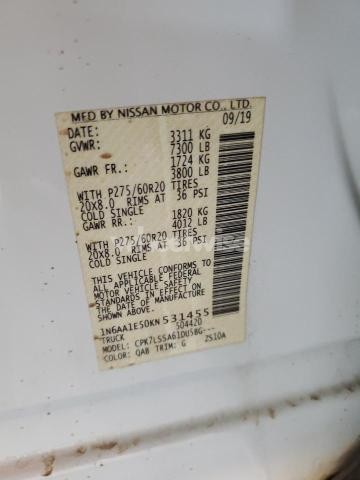 MFD BY NISSAN MOTOR CO., LTD.
DATE: 09/19
GVWR: 3311 KG
7300 LB
GAWR FR.: 1724 KG
3800 LB
WITH P275/60R20 TIRES
20X8.0 RIMS AT 36 PSI
COLD SINGLE
GAWR RR.: 1820 KG
4012 LB
WITH P275/60R20 TIRES
20X8.0 RIMS AT 36 PSI
COLD SINGLE
THIS VEHICLE CONFORMS TO
ALL APPLICABLE FEDERAL
MOTOR VEHICLE SAFETY
STANDARDS IN EFFECT ON
THE DATE OF MANUFACTURE
SHOWN ABOVE.
1N6AA1E50KN531455
TRUCK 504420
MODEL: CPK7LSSA61DU5BG---
COLOR: QAB TRIM: G ZS10A